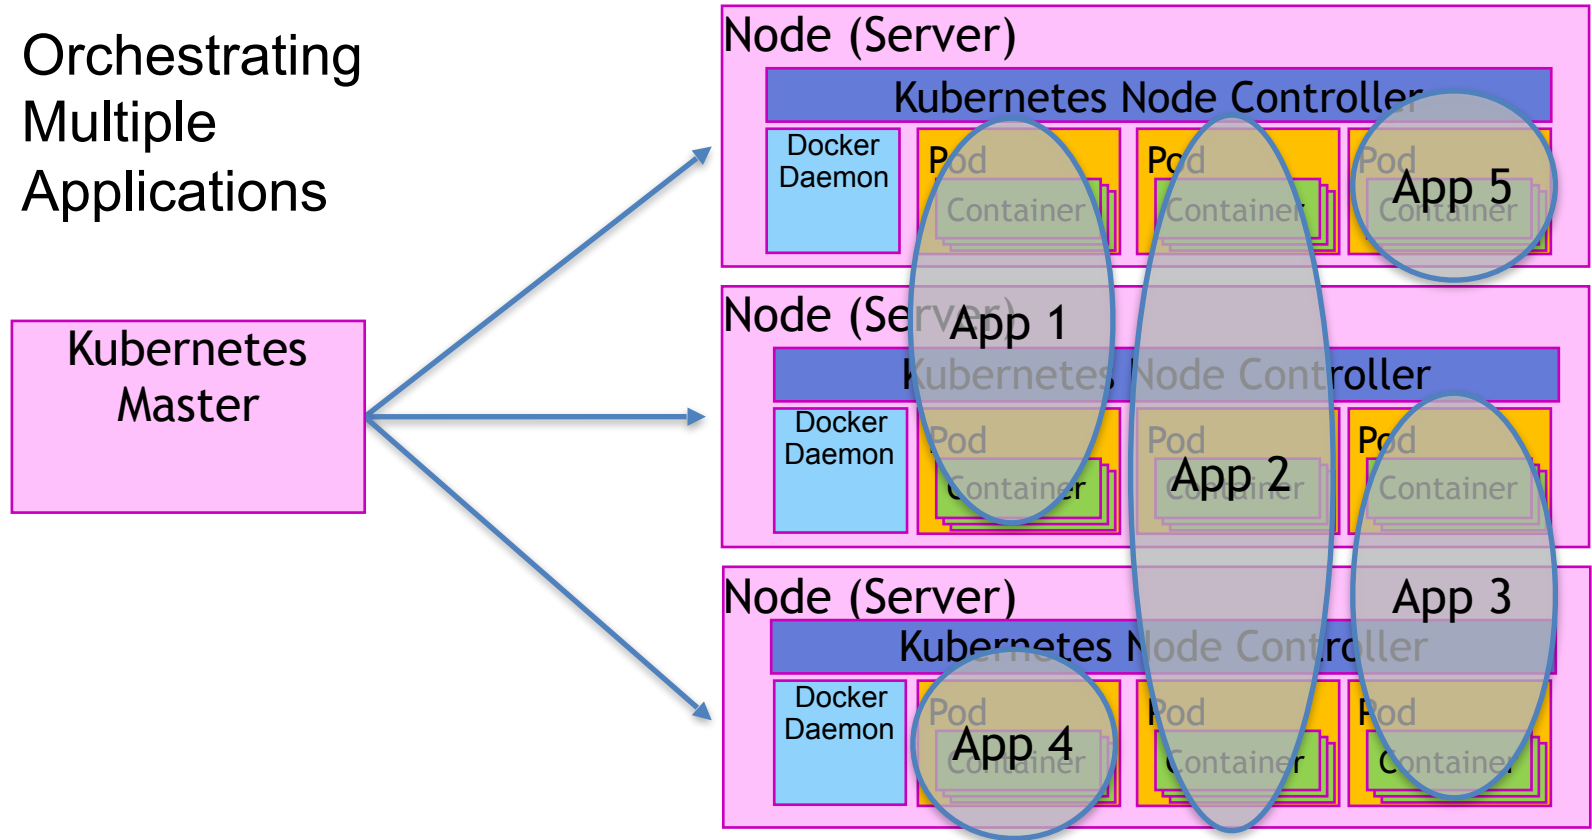 Orchestrating
Multiple
Applications
Kubernetes
Master
Node (Server)
Kubernetes Node Controller
Docker
Daemon
Pod
Container
Pod
Container
Pod
Container
App 5
Node (Server)
App 1
Kubernetes Node Controller
Docker
Daemon
Pod
Container
Pod
Container
App 2
Pod
Container
Node (Server)
App 3
Kubernetes Node Controller
Docker
Daemon
Pod
Container
App 4
Pod
Container
Pod
Container